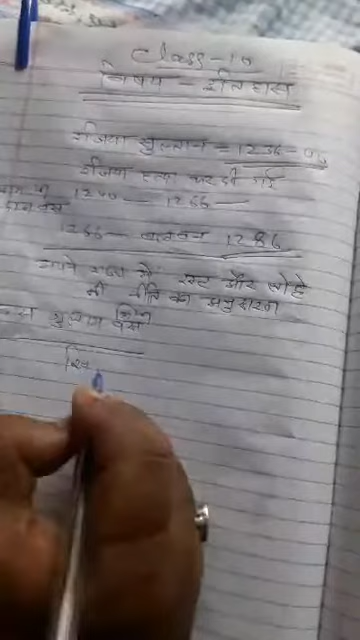 Class-10
विषय - इतिहास
रजिया सुल्तान = 1236-40
रजिया हत्या कर दी गई
1240 — 1266 —
1266 — बलबन 1286
अपने राज्य में रक्त और लोहे
की नीति का अनुसरण
गुलाम वंश